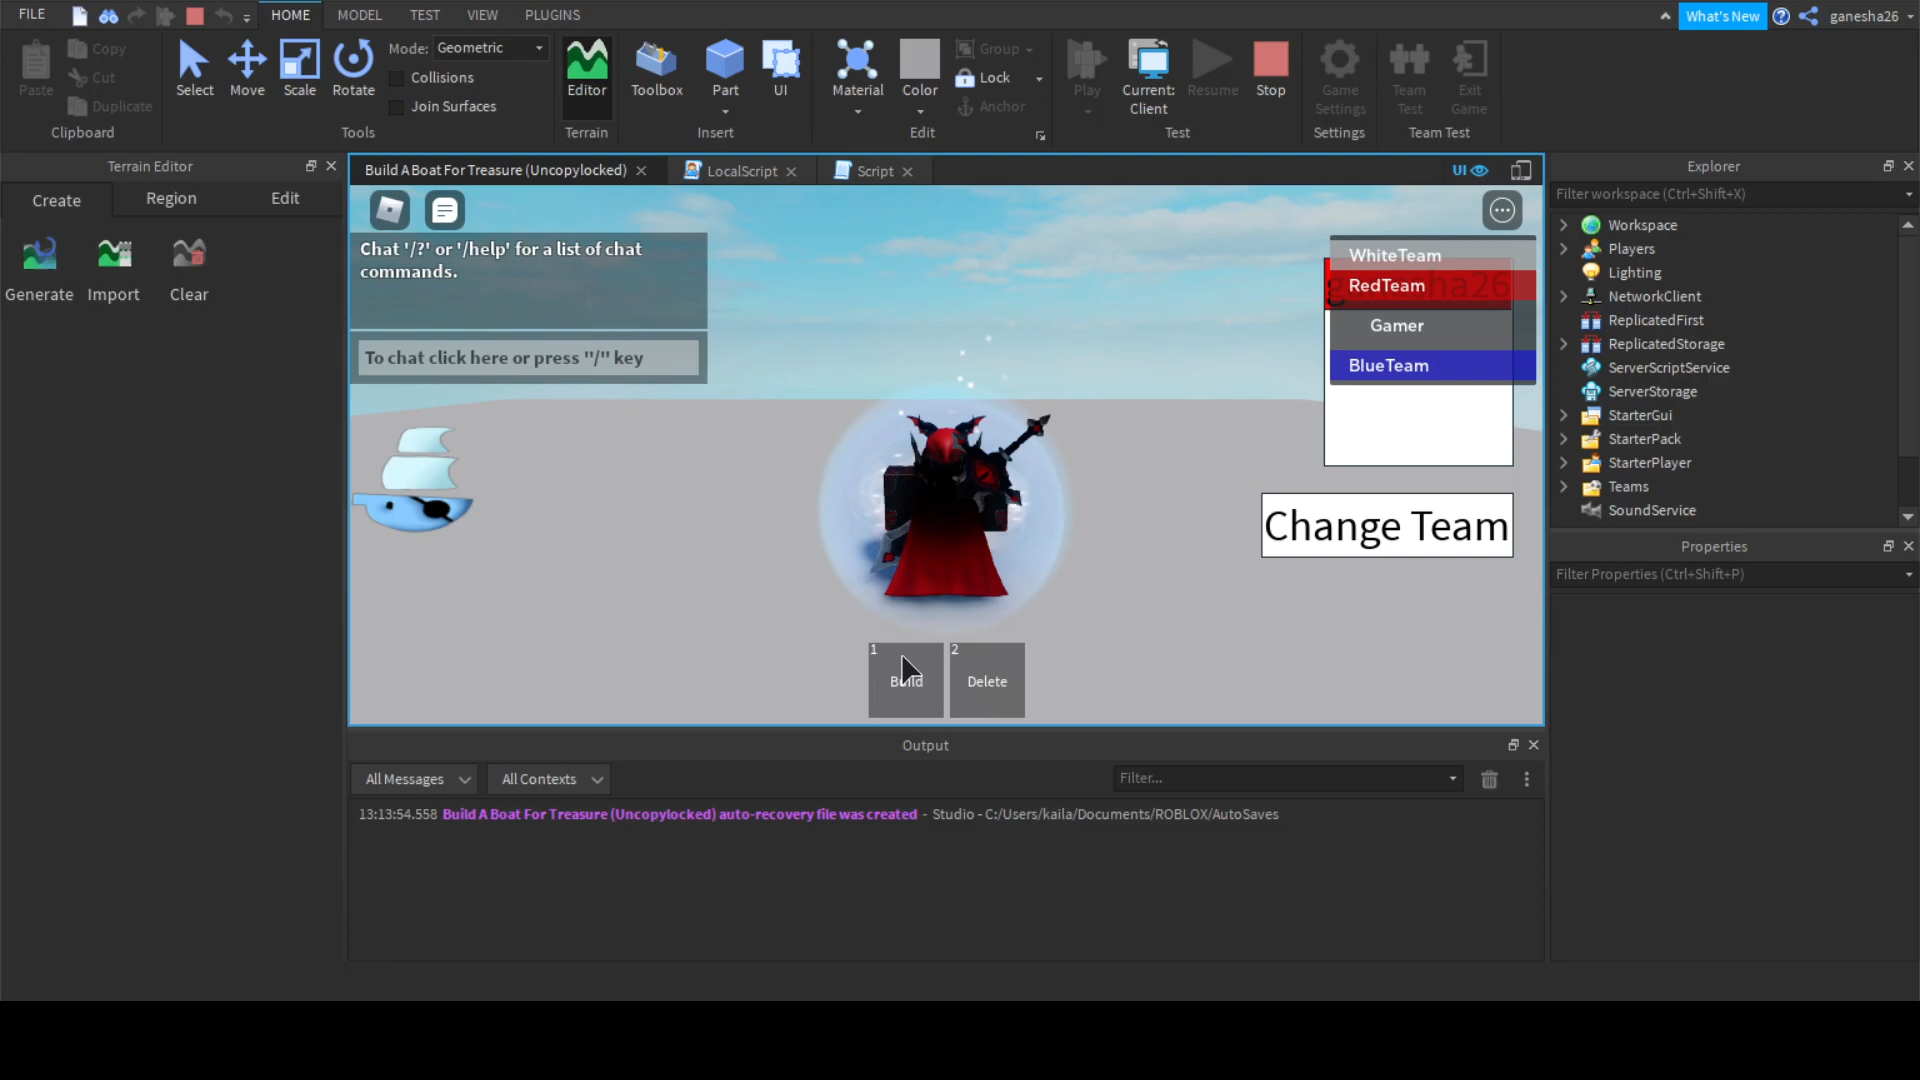 FILE
HOME
MODEL
TEST
VIEW
PLUGINS
What's New
ganesha26
Paste
Copy
Cut
Duplicate
Clipboard
Select
Move
Scale
Rotate
Mode:
Geometric
Collisions
Join Surfaces
Tools
Editor
Terrain
Toolbox
Part
UI
Insert
Material
Color
Group
Lock
Anchor
Edit
Play
Current:
Client
Resume
Stop
Test
Game
Settings
Settings
Team
Test
Exit
Game
Team Test
Terrain Editor
Create
Region
Edit
Generate
Import
Clear
Build A Boat For Treasure (Uncopylocked)
LocalScript
Script
UI
Chat '/?' or '/help' for a list of chat
commands.
To chat click here or press "/" key
WhiteTeam
ganesha26
RedTeam
Gamer
BlueTeam
Change Team
1
Build
2
Delete
Output
All Messages
All Contexts
Filter...
13:13:54.558 Build A Boat For Treasure (Uncopylocked) auto-recovery file was created - Studio - C:/Users/kaila/Documents/ROBLOX/AutoSaves
Explorer
Filter workspace (Ctrl+Shift+X)
Workspace
Players
Lighting
NetworkClient
ReplicatedFirst
ReplicatedStorage
ServerScriptService
ServerStorage
StarterGui
StarterPack
StarterPlayer
Teams
SoundService
Properties
Filter Properties (Ctrl+Shift+P)